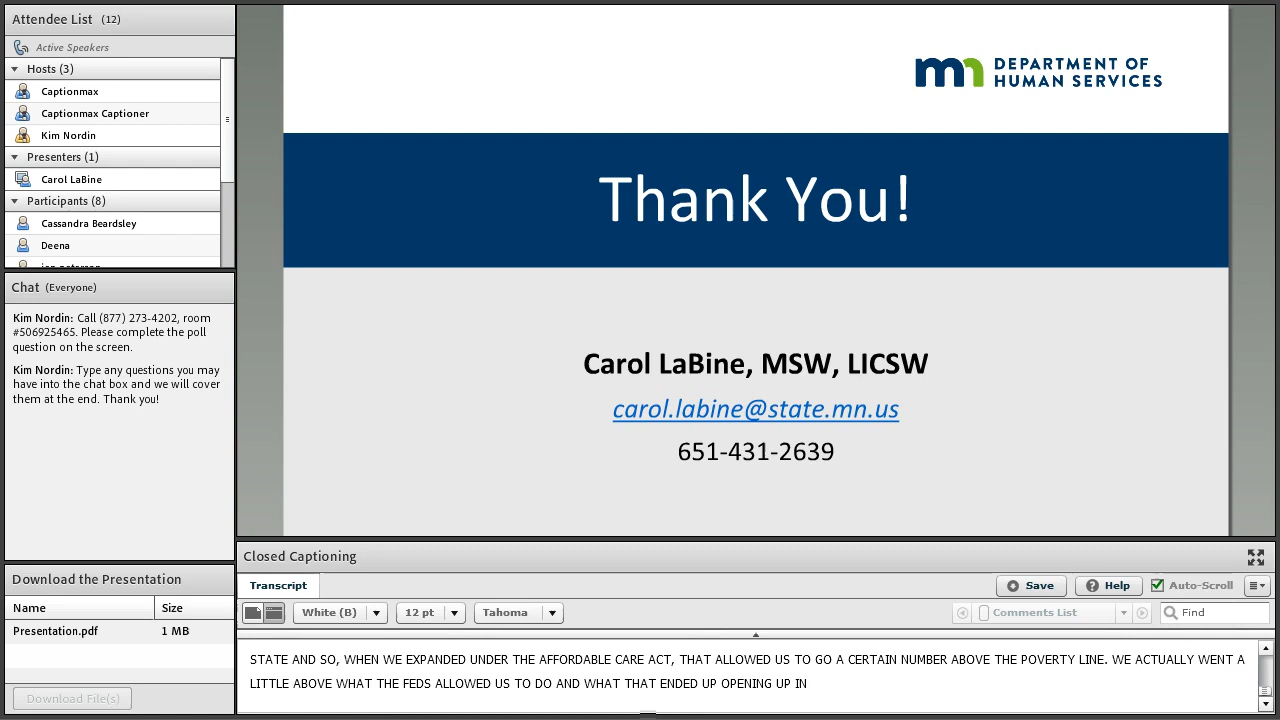 Attendee List (12)
Active Speakers
Hosts (3)
Captionmax
Captionmax Captioner
Kim Nordin
Presenters (1)
Carol LaBine
Participants (8)
Cassandra Beardsley
Deena
Chat (Everyone)
Kim Nordin: Call (877) 273-4202, room
#506925465. Please complete the poll
question on the screen.
Kim Nordin: Type any questions you may
have into the chat box and we will cover
them at the end. Thank you!
Download the Presentation
Name Size
Presentation.pdf 1 MB
Download File(s)
mn DEPARTMENT OF
HUMAN SERVICES
Thank You!
Carol LaBine, MSW, LICSW
carol.labine@state.mn.us
651-431-2639
Closed Captioning
Transcript Save Help Auto-Scroll
White (B) 12 pt Tahoma Comments List Find
STATE AND SO, WHEN WE EXPANDED UNDER THE AFFORDABLE CARE ACT, THAT ALLOWED US TO GO A CERTAIN NUMBER ABOVE THE POVERTY LINE. WE ACTUALLY WENT A
LITTLE ABOVE WHAT THE FEDS ALLOWED US TO DO AND WHAT THAT ENDED UP OPENING UP IN